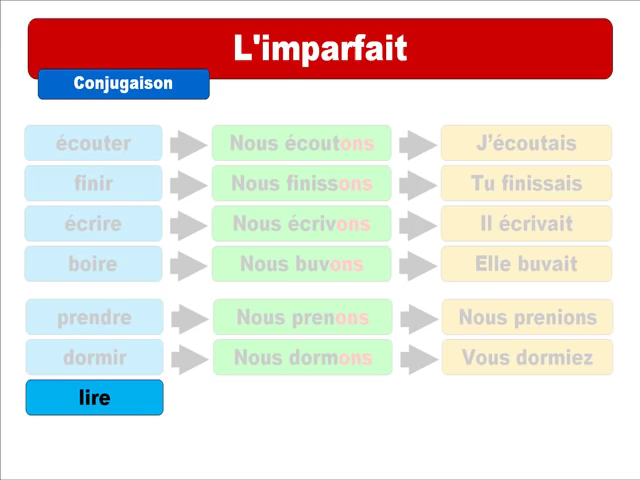 L'imparfait
Conjugaison
écouter Nous écoutons J'écoutais
finir Nous finissons Tu finissais
écrire Nous écrivons Il écrivait
boire Nous buvons Elle buvait
prendre Nous prenons Nous prenions
dormir Nous dormons Vous dormiez
lire